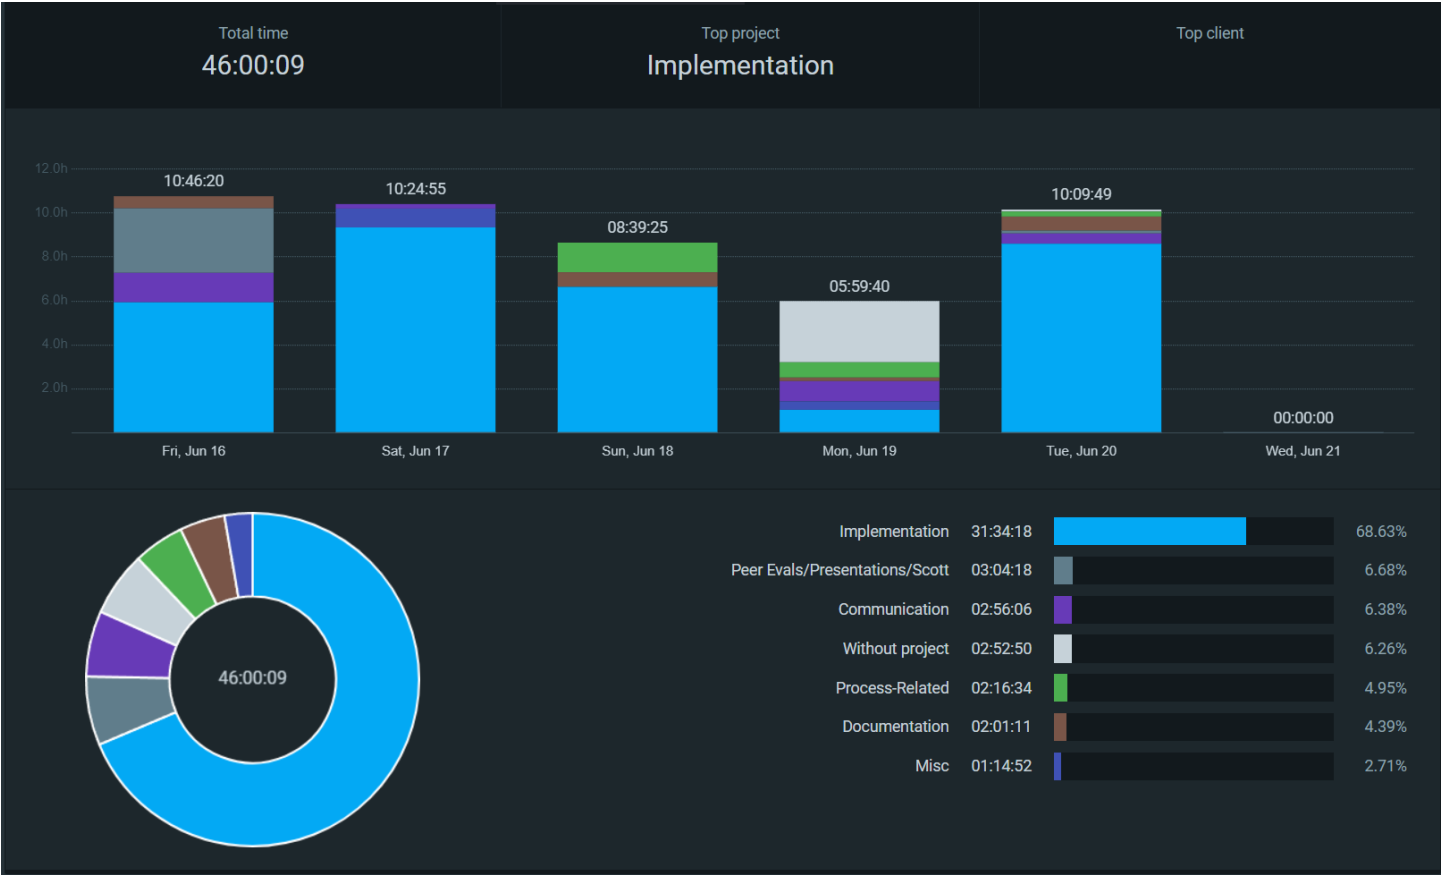 Total time
Top project
Top client
46:00:09
Implementation
12.0h
10:46:20
10:24:55
10:09:49
10.0h
08:39:25
8.0h
05:59:40
6.0h
4.0h
2.0h
00:00:00
Fri, Jun 16
Sat, Jun 17
Sun, Jun 18
Mon, Jun 19
Tue, Jun 20
Wed, Jun 21
46:00:09
Implementation 31:34:18 68.63%
Peer Evals/Presentations/Scott 03:04:18 6.68%
Communication 02:56:06 6.38%
Without project 02:52:50 6.26%
Process-Related 02:16:34 4.95%
Documentation 02:01:11 4.39%
Misc 01:14:52 2.71%